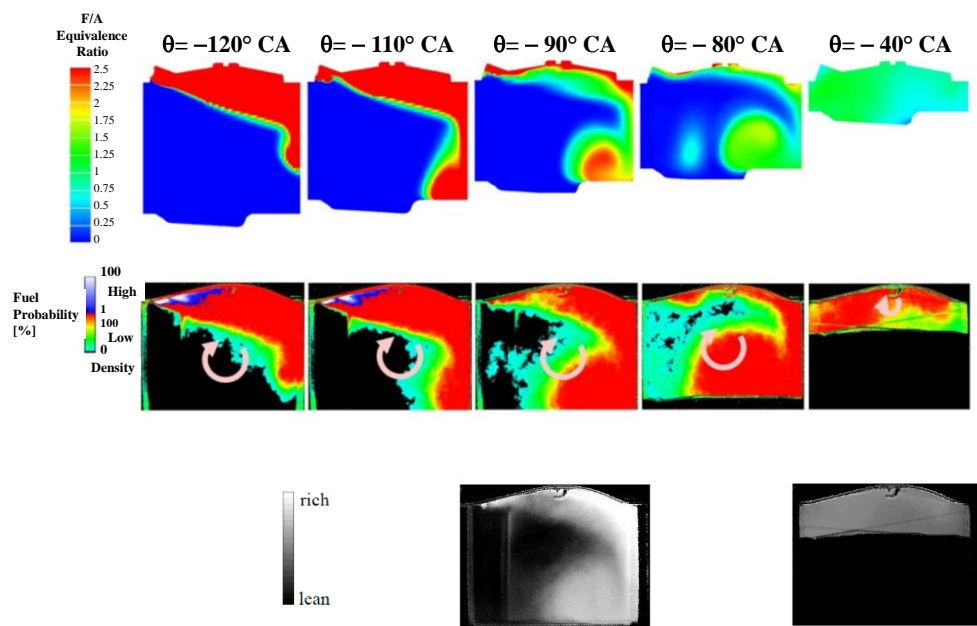 F/A
Equivalence
Ratio
θ= −120° CA
θ= − 110° CA
θ= − 90° CA
θ= − 80° CA
θ= − 40° CA
2.5
2
1.75
1.5
1.25
1
0.75
0.5
0.25
0
Fuel
Probability
[%]
100
High
1
100
Low
0
Density
rich
lean